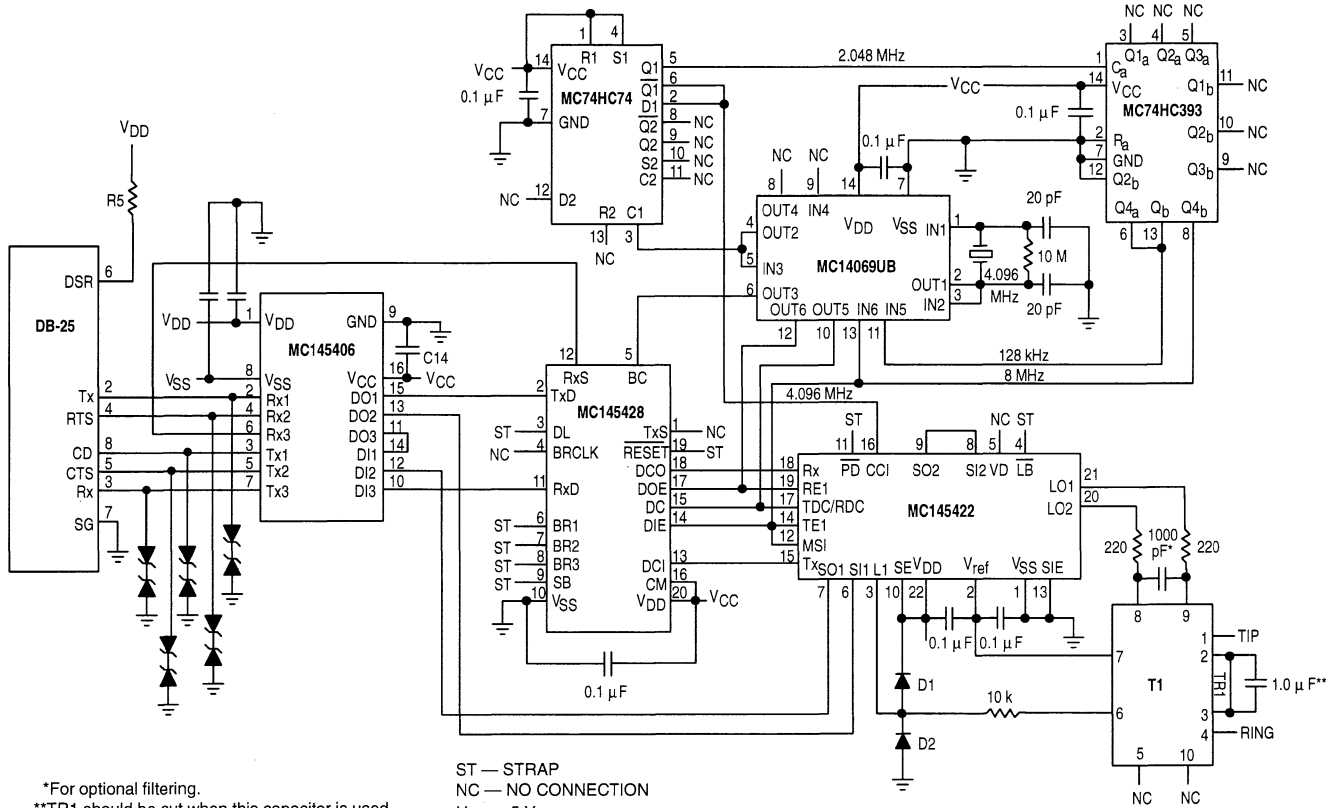 NC NC NC
3 4 5
Q1a Q2a Q3a
1 4
R1 S1
14
VCC
VCC
0.1 µF
MC74HC74
7
GND
12
NC
D2
R2 C1
13 3
NC
Q1 5
Q1 6
D1 2
Q2 8 NC
Q2 9 NC
S2 10 NC
C2 11 NC
2.048 MHz
VCC
0.1 µF
0.1 µF
1 Ca
14 VCC
MC74HC393
2 Ra
7 GND
12 Q2b
Q1b 11 NC
Q2b 10 NC
Q3b 9 NC
Q4a Qb Q4b
6 13 8
NC NC
8 9 14 7
OUT4 IN4 VDD VSS
4 OUT2
5 IN3
6 OUT3
MC14069UB
IN1 1
OUT1 2
IN2 3
OUT6 OUT5 IN6 IN5
12 10 13 11
20 pF
10 M
4.096
MHz
20 pF
128 kHz
8 MHz
4.096 MHz
VDD
R5
DB-25
DSR 6
Tx 2
RTS 4
CD 8
CTS 5
Rx 3
SG 7
VDD 1 VDD
MC145406
VSS 8 VSS
2 Rx1
4 Rx2
6 Rx3
3 Tx1
5 Tx2
7 Tx3
GND 9
C14
VCC 16 VCC
DO1 15
DO2 13
DO3 11
DI1 14
DI2 12
DI3 10
12 5
RxS BC
2 TxD
MC145428
ST 3 DL
NC 4 BRCLK
11 RxD
ST 6 BR1
ST 7 BR2
ST 8 BR3
ST 9 SB
10 VSS
TxS 1 NC
RESET 19 ST
DCO 18
DOE 17
DC 15
DIE 14
DCI 13
CM 16
VDD 20 VCC
0.1 µF
ST NC ST
11 16 9 8 5 4
PD CCI SO2 SI2 VD LB
18 Rx
19 RE1
17 TDC/RDC
14 TE1
12 MSI
15 Tx
MC145422
LO1 21
LO2 20
SO1 SI1 L1 SE VDD Vref VSS SIE
7 6 3 10 22 2 1 13
220
1000
pF*
220
0.1 µF 0.1 µF
D1
10 k
D2
8 9
7
6
T1
1 TIP
2
TR1
3
4 RING
1.0 µF**
5 10
NC NC
*For optional filtering.
ST — STRAP
NC — NO CONNECTION